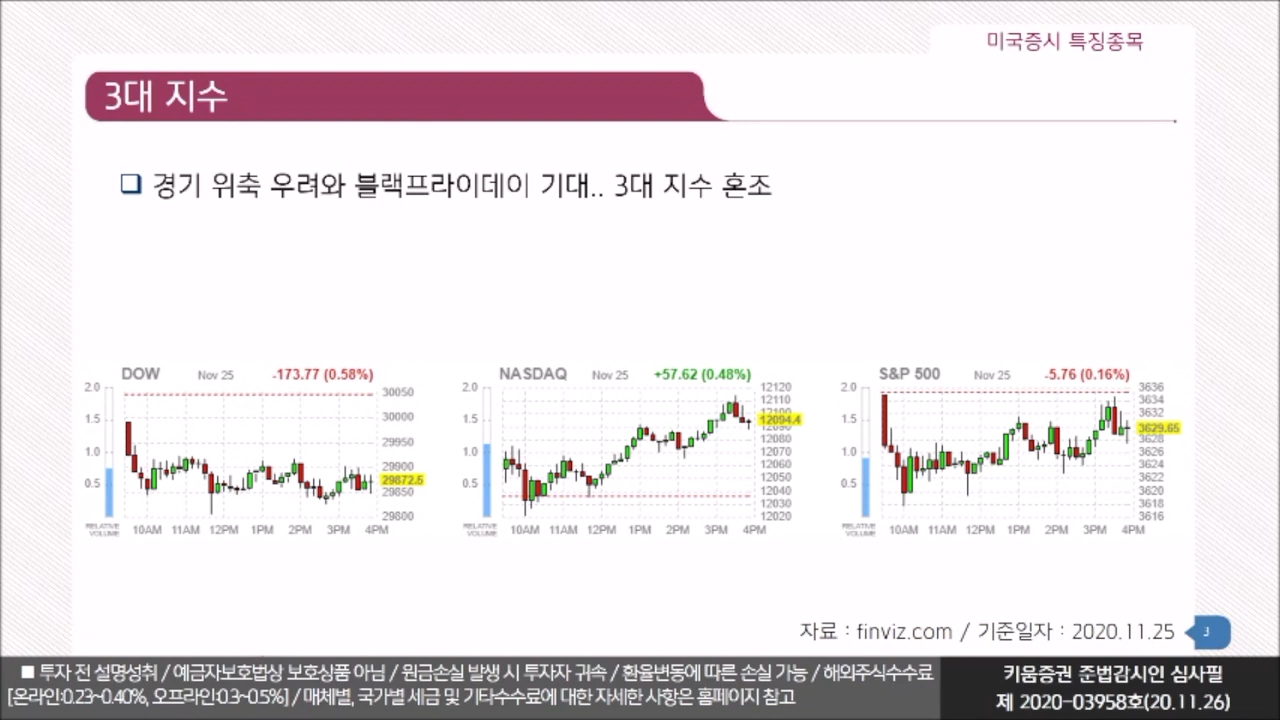 미국증시 특징종목
3대 지수
❑ 경기 위축 우려와 블랙프라이데이 기대.. 3대 지수 혼조
DOW Nov 25 -173.77 (0.58%)
2.0
1.5
1.0
0.5
RELATIVE
VOLUME
30050
30000
29950
29900
29872.5
29850
29800
10AM 11AM 12PM 1PM 2PM 3PM 4PM
NASDAQ Nov 25 +57.62 (0.48%)
2.0
1.5
1.0
0.5
RELATIVE
VOLUME
12120
12110
12100
12094.4
12090
12080
12070
12060
12050
12040
12030
12020
10AM 11AM 12PM 1PM 2PM 3PM 4PM
S&P 500 Nov 25 -5.76 (0.16%)
2.0
1.5
1.0
0.5
RELATIVE
VOLUME
3636
3634
3632
3629.65
3628
3626
3624
3622
3620
3618
3616
10AM 11AM 12PM 1PM 2PM 3PM 4PM
자료 : finviz.com / 기준일자 : 2020.11.25
3
■ 투자 전 설명성취 / 예금자보호법상 보호상품 아님 / 원금손실 발생 시 투자자 귀속 / 환율변동에 따른 손실 가능 / 해외주식수수료
[온라인:0.23~0.40%, 오프라인:0.3~0.5%] / 매체별, 국가별 세금 및 기타수수료에 대한 자세한 사항은 홈페이지 참고
키움증권 준법감시인 심사필
제 2020-03958호(20.11.26)